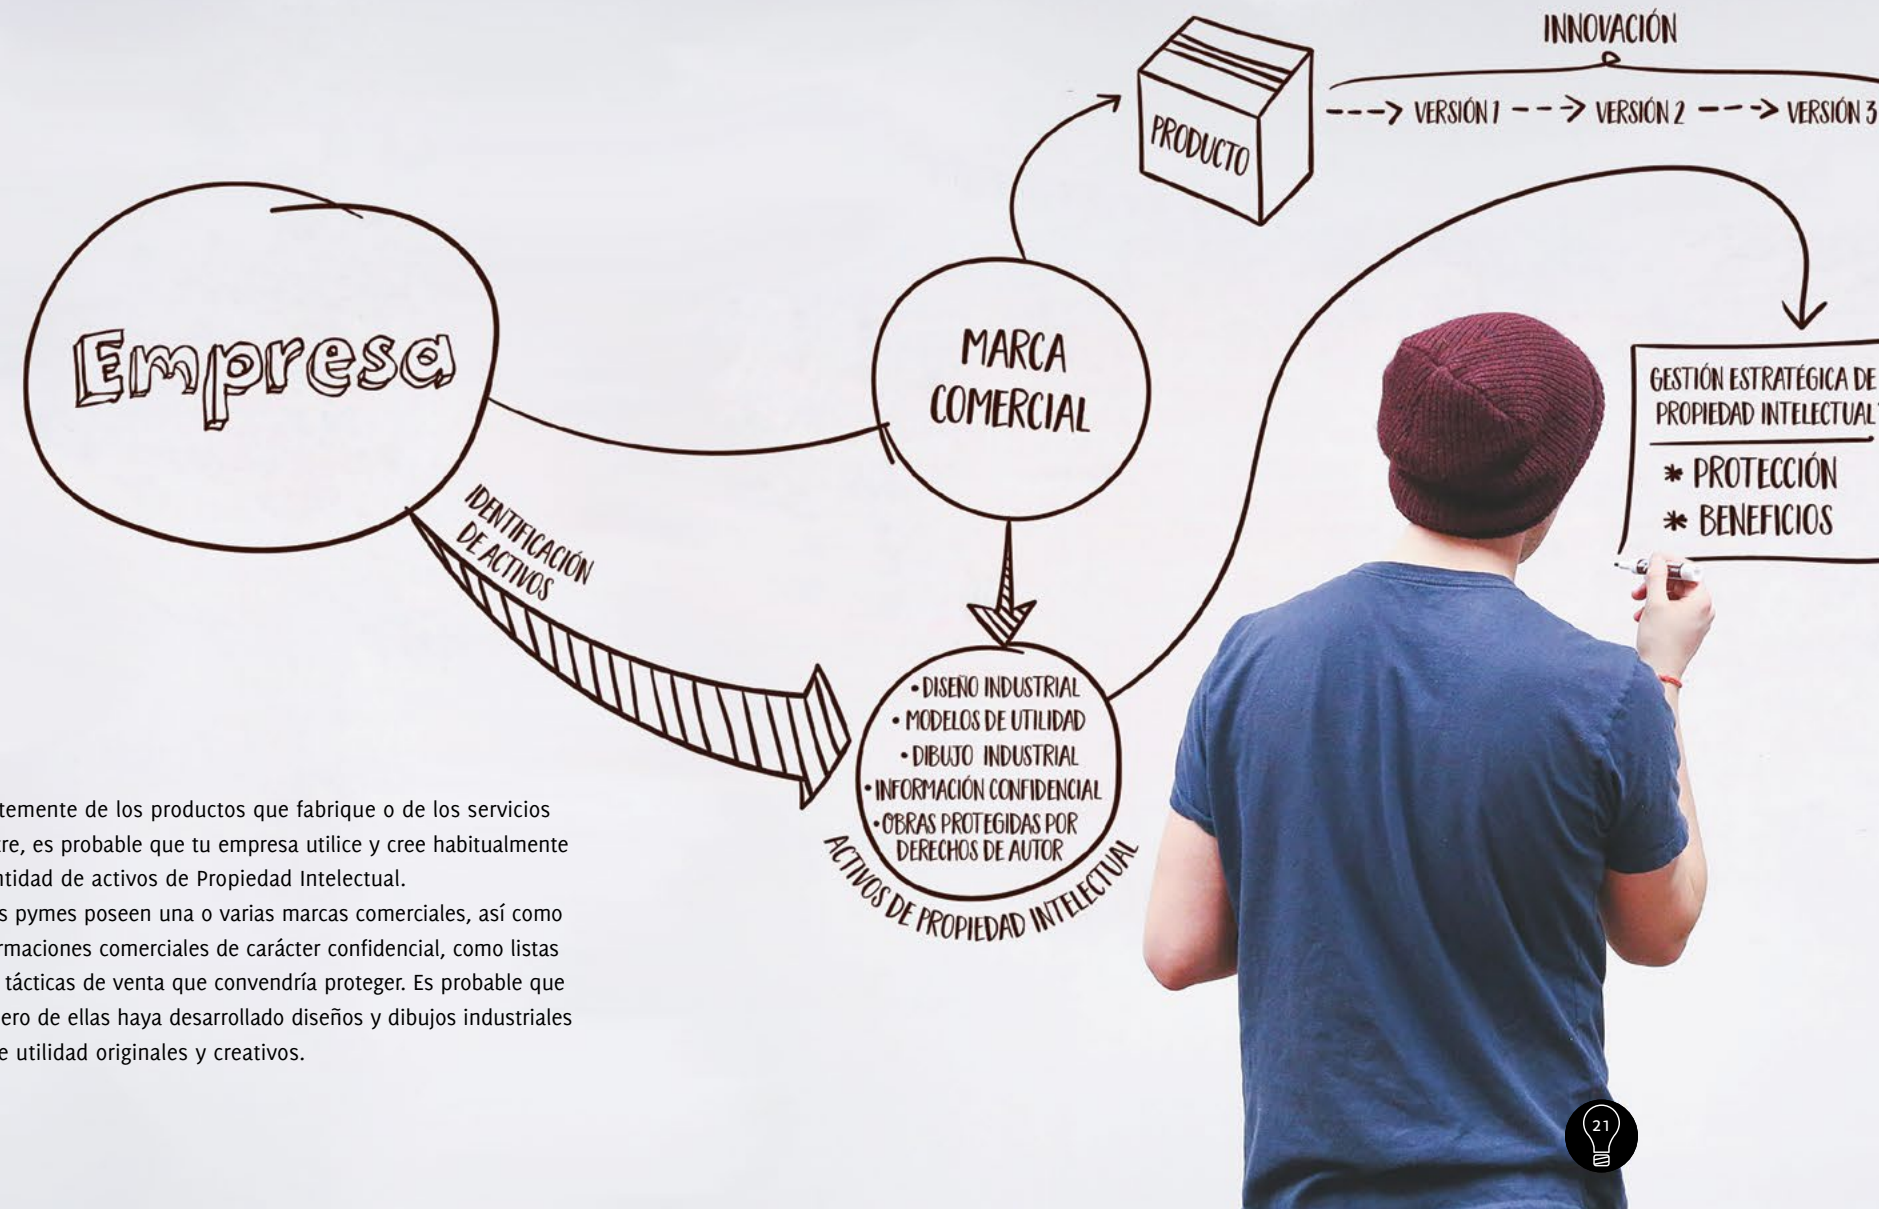 INNOVACIÓN
VERSIÓN 1 VERSIÓN 2 VERSIÓN 3
PRODUCTO
Empresa
MARCA
COMERCIAL
GESTIÓN ESTRATÉGICA DE
PROPIEDAD INTELECTUAL
* PROTECCIÓN
* BENEFICIOS
IDENTIFICACIÓN
DE ACTIVOS
• DISEÑO INDUSTRIAL
• MODELOS DE UTILIDAD
• DIBUJO INDUSTRIAL
• INFORMACIÓN CONFIDENCIAL
• OBRAS PROTEGIDAS POR
DERECHOS DE AUTOR
ACTIVOS DE PROPIEDAD INTELECTUAL
temente de los productos que fabrique o de los servicios
tre, es probable que tu empresa utilice y cree habitualmente
ntidad de activos de Propiedad Intelectual.
s pymes poseen una o varias marcas comerciales, así como
rmaciones comerciales de carácter confidencial, como listas
tácticas de venta que convendría proteger. Es probable que
ero de ellas haya desarrollado diseños y dibujos industriales
e utilidad originales y creativos.
21